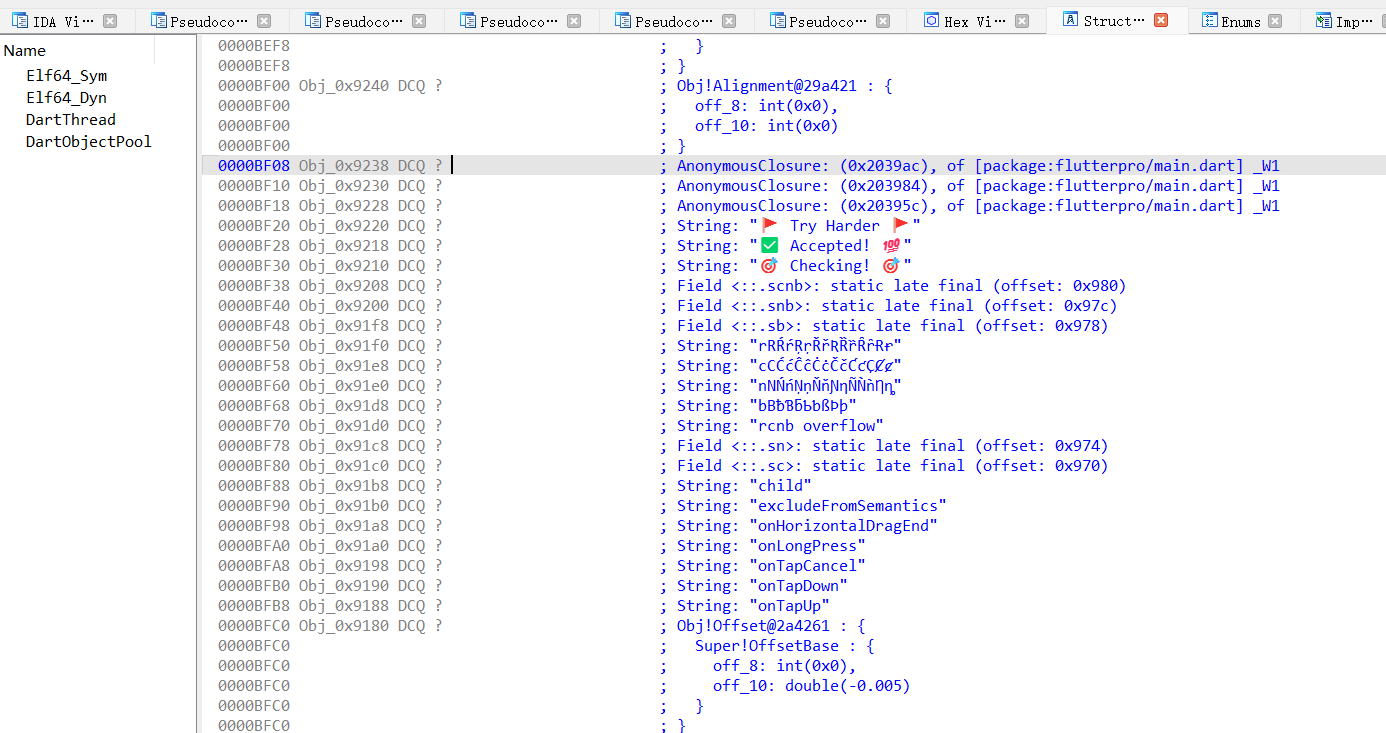 IDA Vi··· Pseudoco··· Pseudoco··· Pseudoco··· Pseudoco··· Pseudoco··· Hex Vi··· Struct··· Enums Imp···
Name
Elf64_Sym
Elf64_Dyn
DartThread
DartObjectPool
0000BEF8 ;   }
0000BEF8 ; }
0000BF00 Obj_0x9240 DCQ ? ; Obj!Alignment@29a421 : {
0000BF00 ;   off_8: int(0x0),
0000BF00 ;   off_10: int(0x0)
0000BF00 ; }
0000BF08 Obj_0x9238 DCQ ? ; AnonymousClosure: (0x2039ac), of [package:flutterpro/main.dart] _W1
0000BF10 Obj_0x9230 DCQ ? ; AnonymousClosure: (0x203984), of [package:flutterpro/main.dart] _W1
0000BF18 Obj_0x9228 DCQ ? ; AnonymousClosure: (0x20395c), of [package:flutterpro/main.dart] _W1
0000BF20 Obj_0x9220 DCQ ? ; String: "🚩 Try Harder 🚩"
0000BF28 Obj_0x9218 DCQ ? ; String: "✅ Accepted! 💯"
0000BF30 Obj_0x9210 DCQ ? ; String: "🎯 Checking! 🎯"
0000BF38 Obj_0x9208 DCQ ? ; Field <::.scnb>: static late final (offset: 0x980)
0000BF40 Obj_0x9200 DCQ ? ; Field <::.snb>: static late final (offset: 0x97c)
0000BF48 Obj_0x91f8 DCQ ? ; Field <::.sb>: static late final (offset: 0x978)
0000BF50 Obj_0x91f0 DCQ ? ; String: "rRŔŕŖŗŘřƦȐȑȒȓɌɍ"
0000BF58 Obj_0x91e8 DCQ ? ; String: "cCĆćĈĉĊċČčƇƈÇȻȼ"
0000BF60 Obj_0x91e0 DCQ ? ; String: "nNŃńŅņŇňƝƞÑǸǹȠȵ"
0000BF68 Obj_0x91d8 DCQ ? ; String: "bBƀƁƃƄƅßÞþ"
0000BF70 Obj_0x91d0 DCQ ? ; String: "rcnb overflow"
0000BF78 Obj_0x91c8 DCQ ? ; Field <::.sn>: static late final (offset: 0x974)
0000BF80 Obj_0x91c0 DCQ ? ; Field <::.sc>: static late final (offset: 0x970)
0000BF88 Obj_0x91b8 DCQ ? ; String: "child"
0000BF90 Obj_0x91b0 DCQ ? ; String: "excludeFromSemantics"
0000BF98 Obj_0x91a8 DCQ ? ; String: "onHorizontalDragEnd"
0000BFA0 Obj_0x91a0 DCQ ? ; String: "onLongPress"
0000BFA8 Obj_0x9198 DCQ ? ; String: "onTapCancel"
0000BFB0 Obj_0x9190 DCQ ? ; String: "onTapDown"
0000BFB8 Obj_0x9188 DCQ ? ; String: "onTapUp"
0000BFC0 Obj_0x9180 DCQ ? ; Obj!Offset@2a4261 : {
0000BFC0 ;   Super!OffsetBase : {
0000BFC0 ;     off_8: int(0x0),
0000BFC0 ;     off_10: double(-0.005)
0000BFC0 ;   }
0000BFC0 ; }